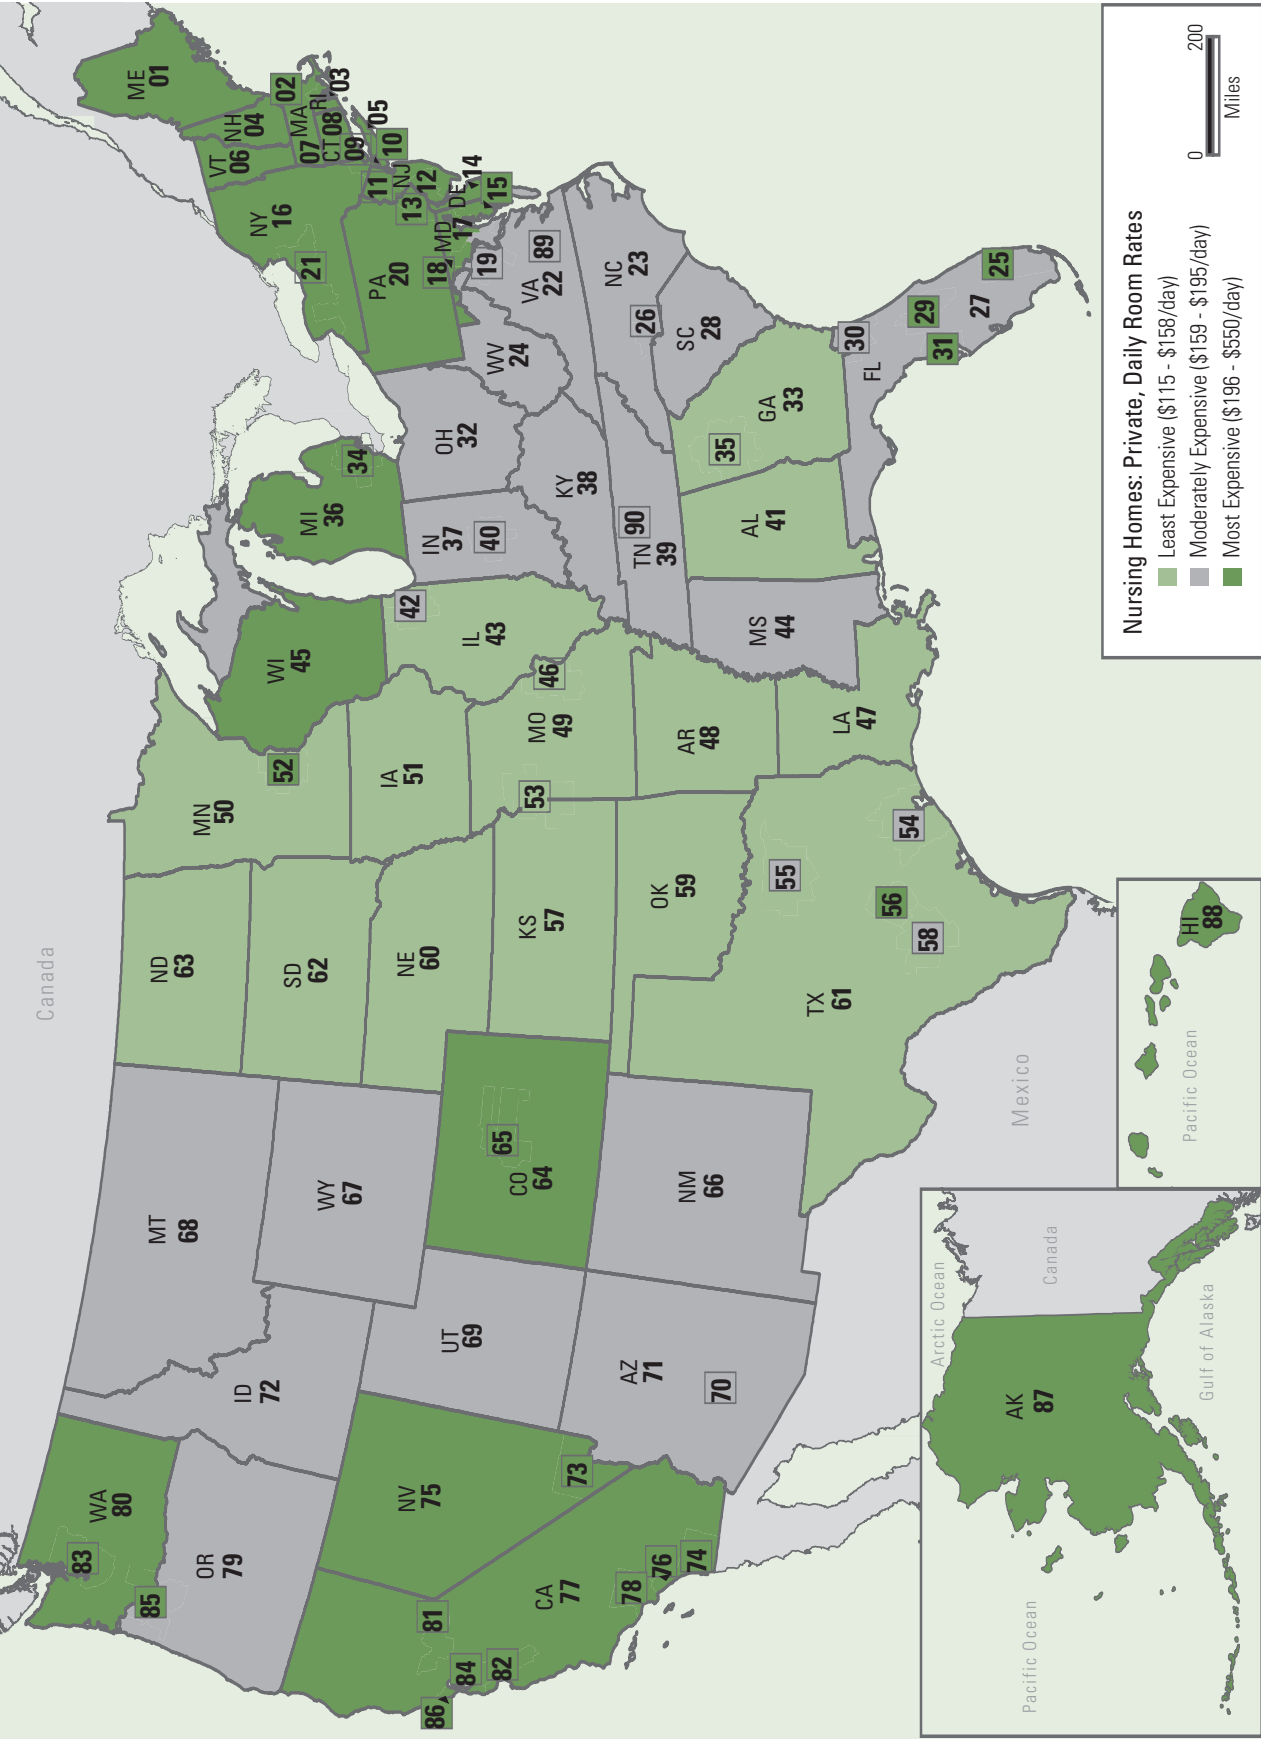 Canada
WA
80
83
85
OR
79
MT
68
ID
72
WY
67
ND
63
SD
62
MN
50
52
WI
45
MI
36
34
NE
60
IA
51
NV
75
73
UT
69
CO
64
65
KS
57
MO
49
46
53
IL
43
42
IN
37
40
OH
32
KY
38
WV
24
PA
20
NY
16
21
VT
06
NH
04
ME
01
02
MA
07
RI
03
CT
08
09
05
10
11
NJ
12
13
DE
14
15
MD
17
18
19
VA
22
89
CA
77
81
86
84
82
78
76
74
AZ
71
70
NM
66
OK
59
AR
48
TN
39
90
NC
23
26
SC
28
GA
33
35
AL
41
MS
44
LA
47
TX
61
55
54
56
58
FL
30
29
31
27
25
Mexico
Arctic Ocean
Canada
AK
87
Gulf of Alaska
Pacific Ocean
Pacific Ocean
HI
88
Nursing Homes: Private, Daily Room Rates
Least Expensive ($115 - $158/day)
Moderately Expensive ($159 - $195/day)
Most Expensive ($196 - $550/day)
0 200
Miles